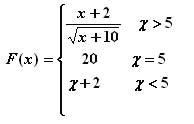 F(x) = { (x + 2) / √(x + 10)   χ > 5
20   χ = 5
χ + 2   χ < 5